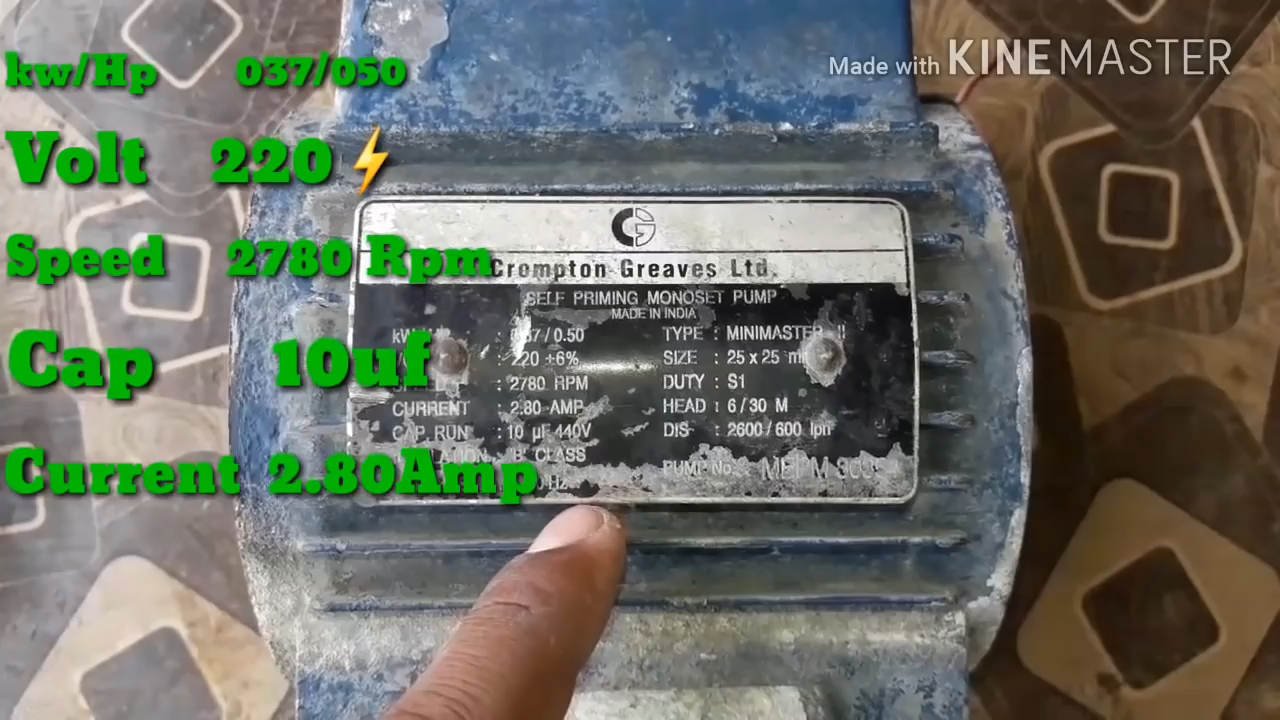 kw/Hp 037/050
Made with KINEMASTER
Volt 220⚡
Speed 2780 Rpm
Cap 10uf
Current 2.80Amp
CG
Crompton Greaves Ltd.
SELF PRIMING MONOSET PUMP
MADE IN INDIA
/ 0.50 TYPE : MINIMASTER II
220 ±6% SIZE : 25 x 25
: 2780 RPM DUTY : S1
CURRENT : 2.80 AMP HEAD : 6 / 30 M
CAP. RUN : 10 µF 440V DIS : 2600 / 600 lph
'B' CLASS
PUMP No.
Hz